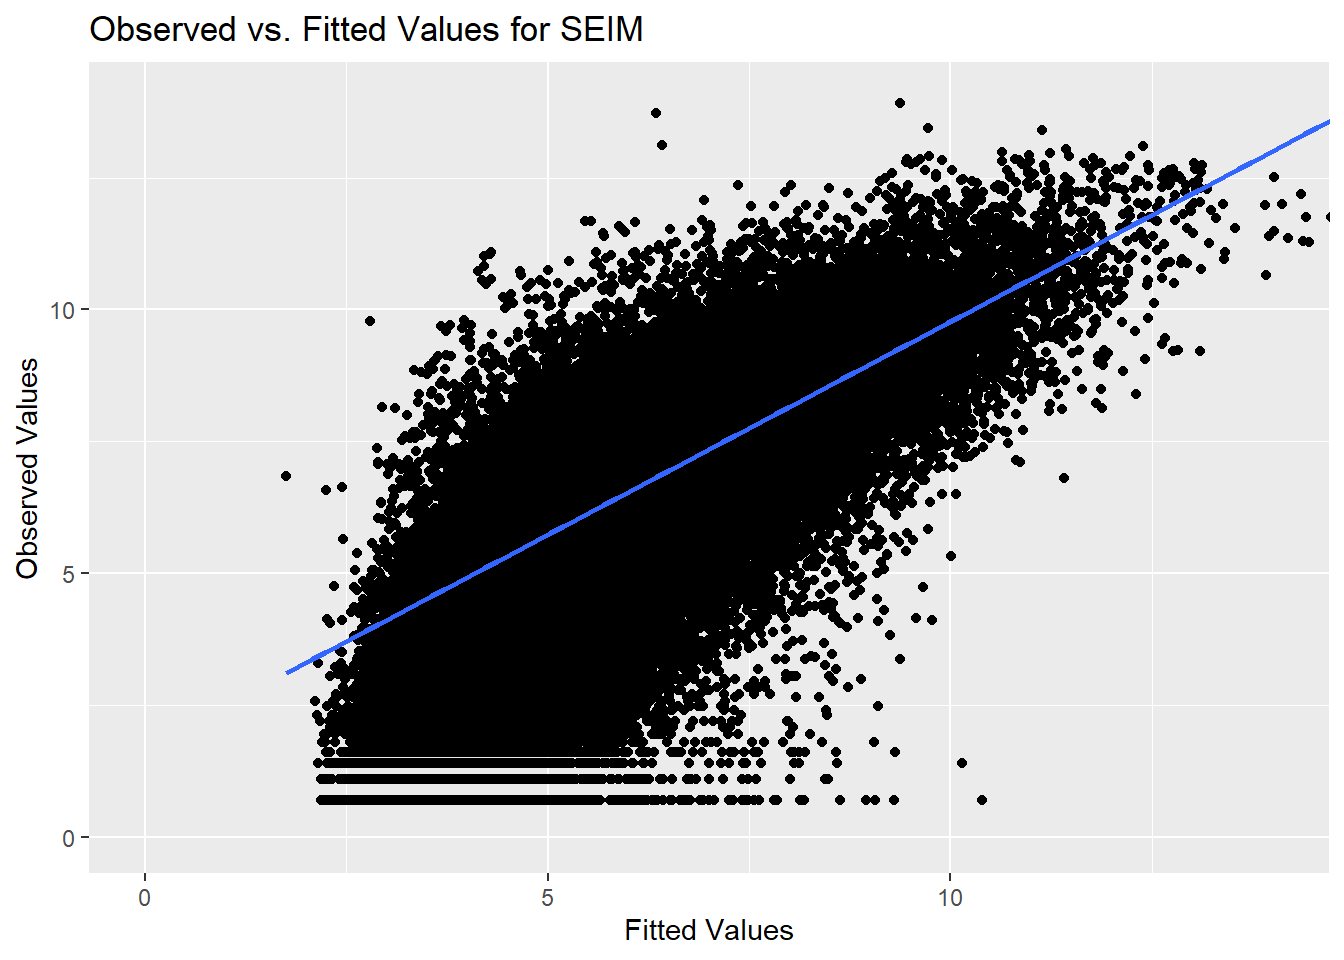 Observed vs. Fitted Values for SEIM
Observed Values
10
5
0
0 5 10
Fitted Values